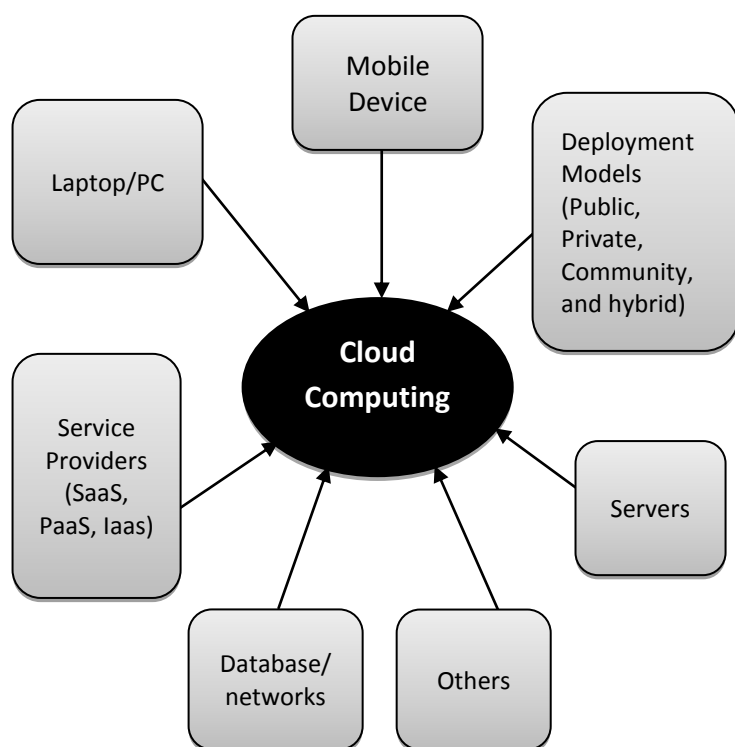 Mobile
Device
Laptop/PC
Deployment
Models
(Public,
Private,
Community,
and hybrid)
Cloud
Computing
Service
Providers
(SaaS,
PaaS, Iaas)
Servers
Database/
networks
Others